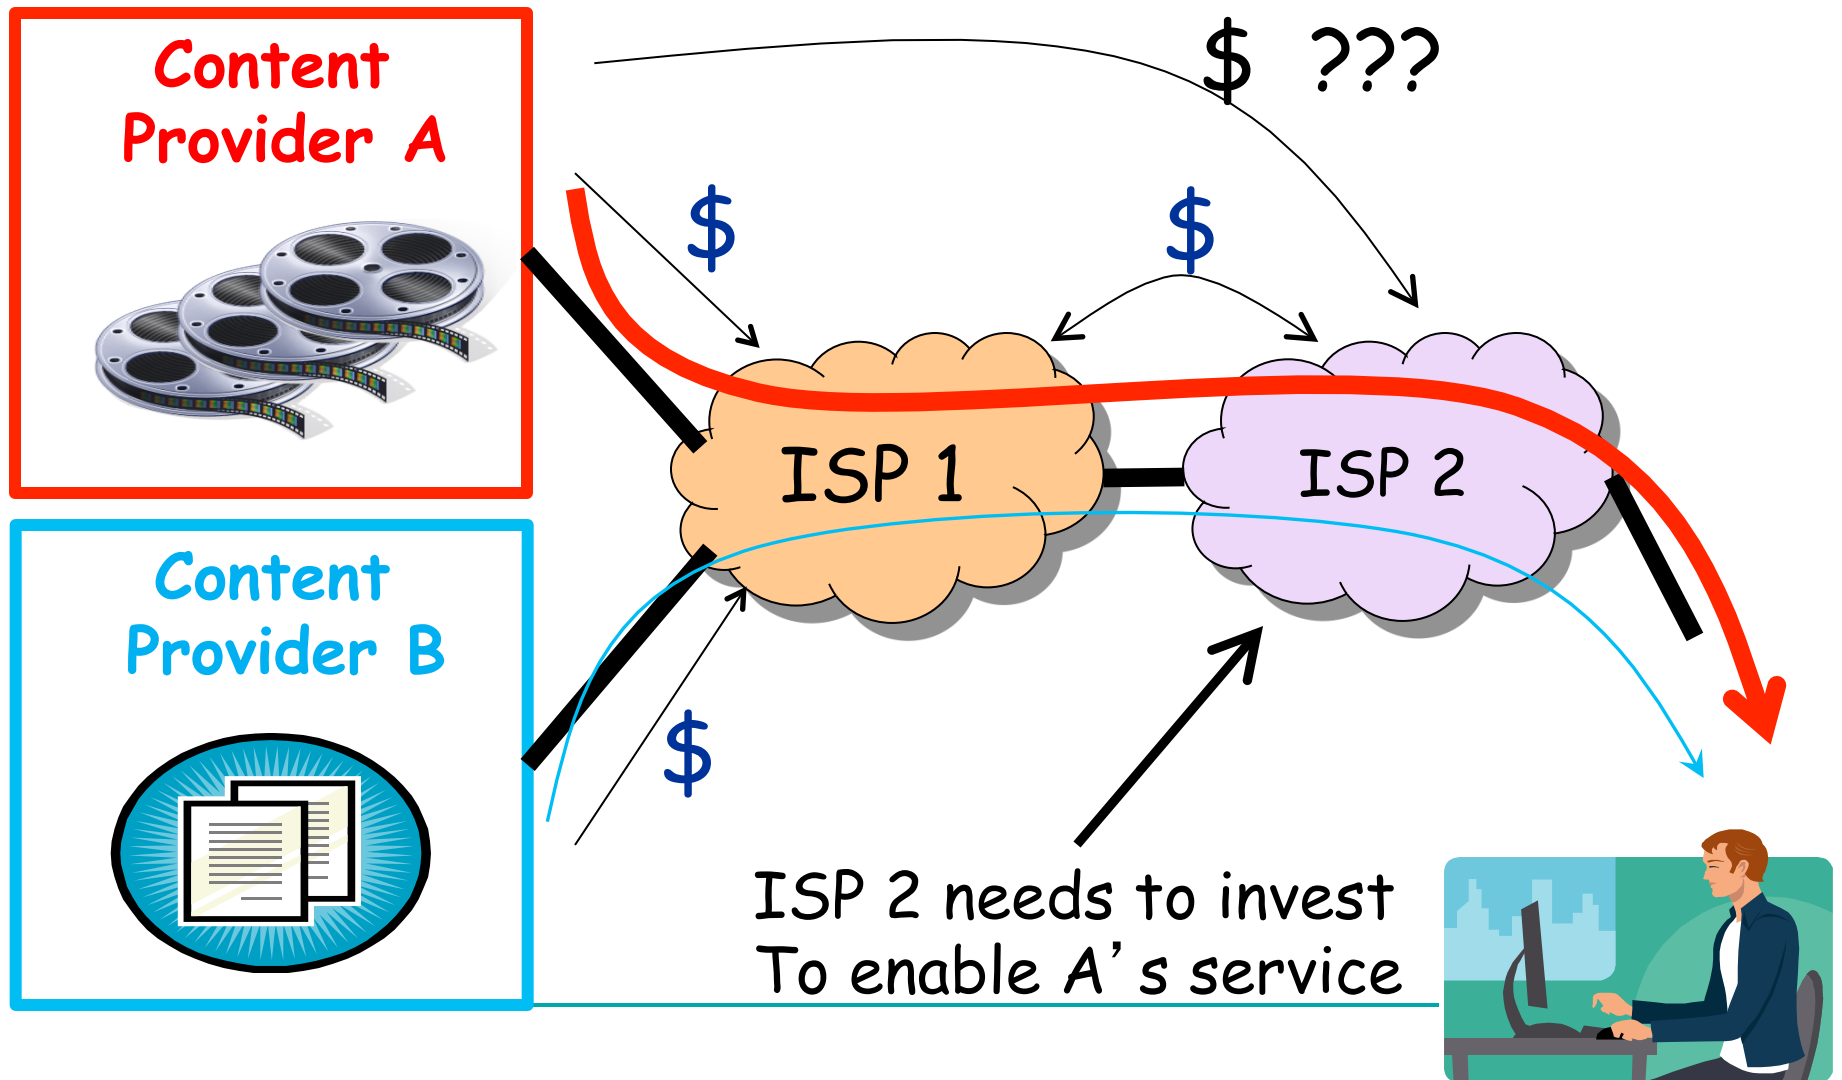 Content
Provider A
$ ???
$
$
ISP 1
ISP 2
Content
Provider B
$
ISP 2 needs to invest
To enable A’s service